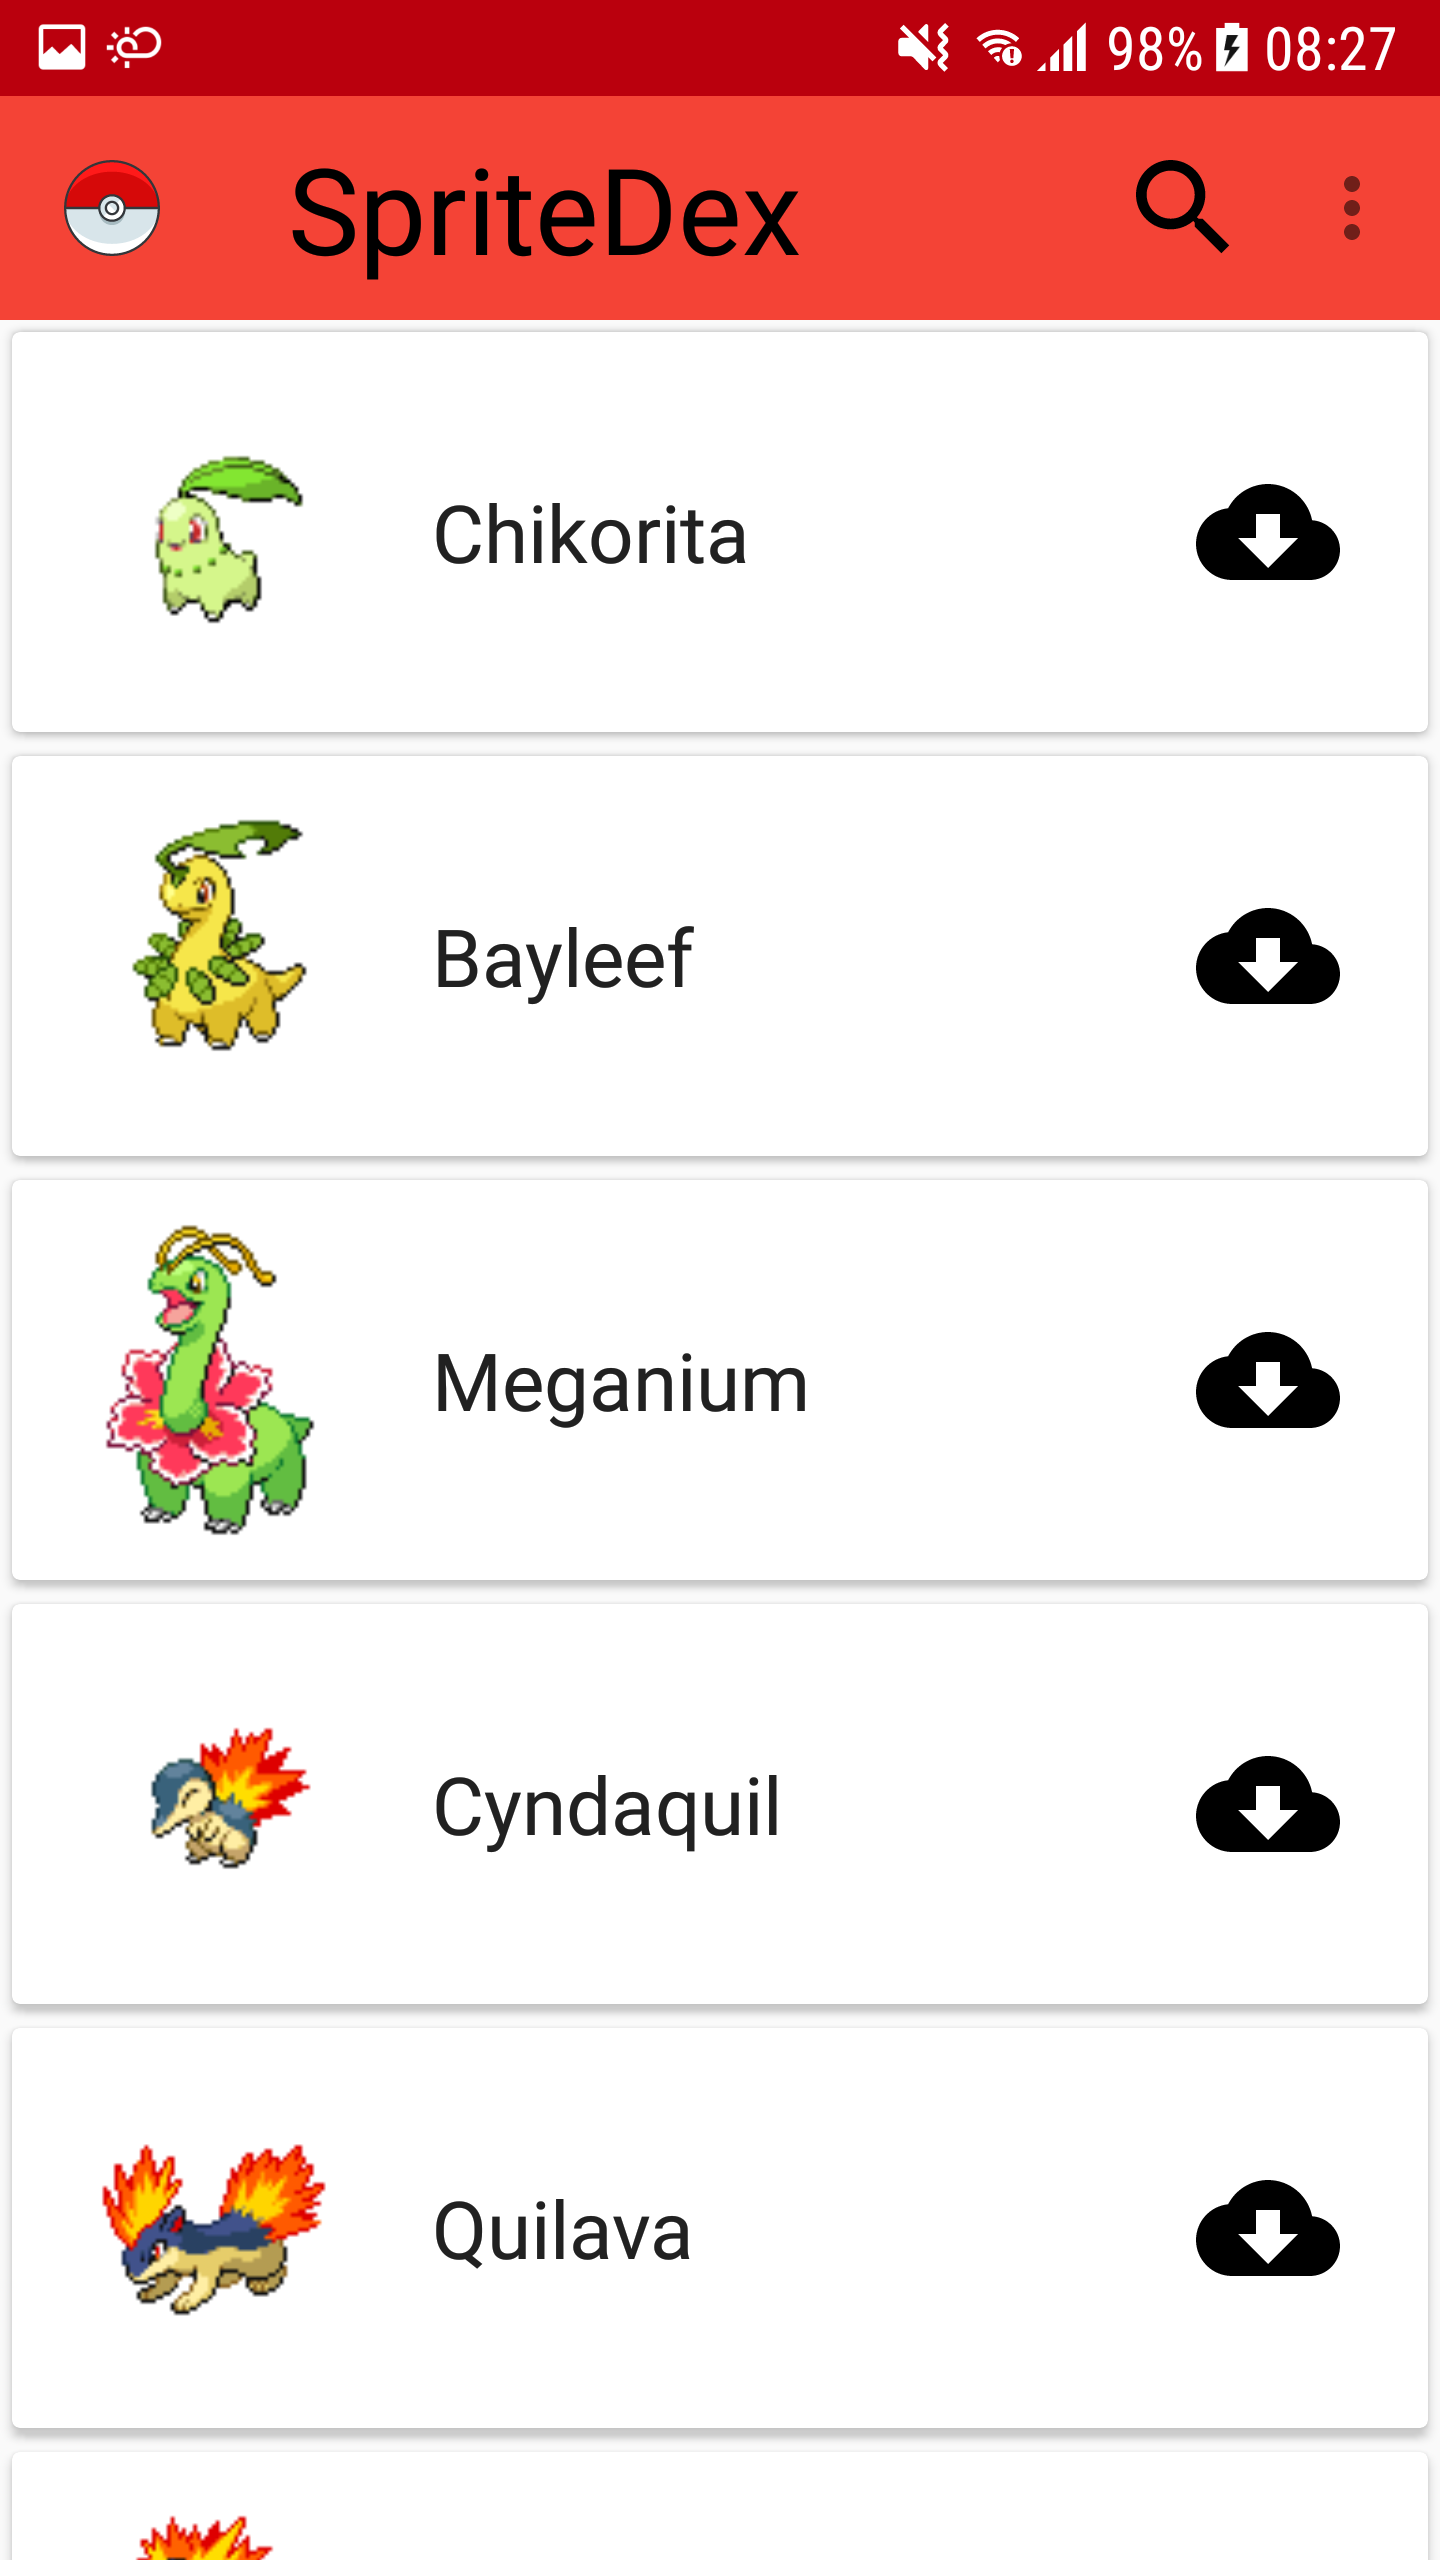 98% 08:27
SpriteDex
Chikorita
Bayleef
Meganium
Cyndaquil
Quilava